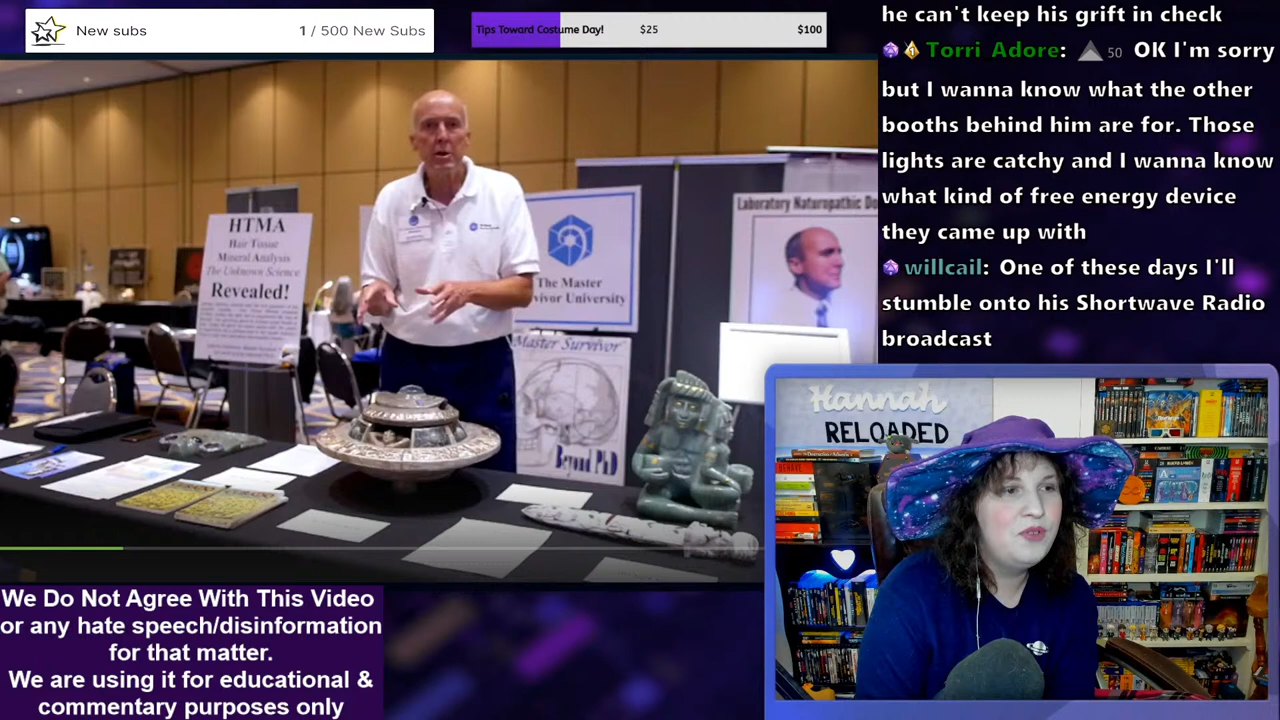 New subs
1 / 500 New Subs
Tips Toward Costume Day!
$25
$100
he can't keep his grift in check
Torri Adore: 50 OK I'm sorry
but I wanna know what the other
booths behind him are for. Those
lights are catchy and I wanna know
what kind of free energy device
they came up with
willcail: One of these days I'll
stumble onto his Shortwave Radio
broadcast
HTMA
Hair Tissue
Mineral Analysis
The Unknown Science
Revealed!
The Master
vivor University
Laboratory Naturopathic Do
Master Survivor
Beyond PhD
Hannah
RELOADED
BEHAVE
We Do Not Agree With This Video
or any hate speech/disinformation
for that matter.
We are using it for educational &
commentary purposes only